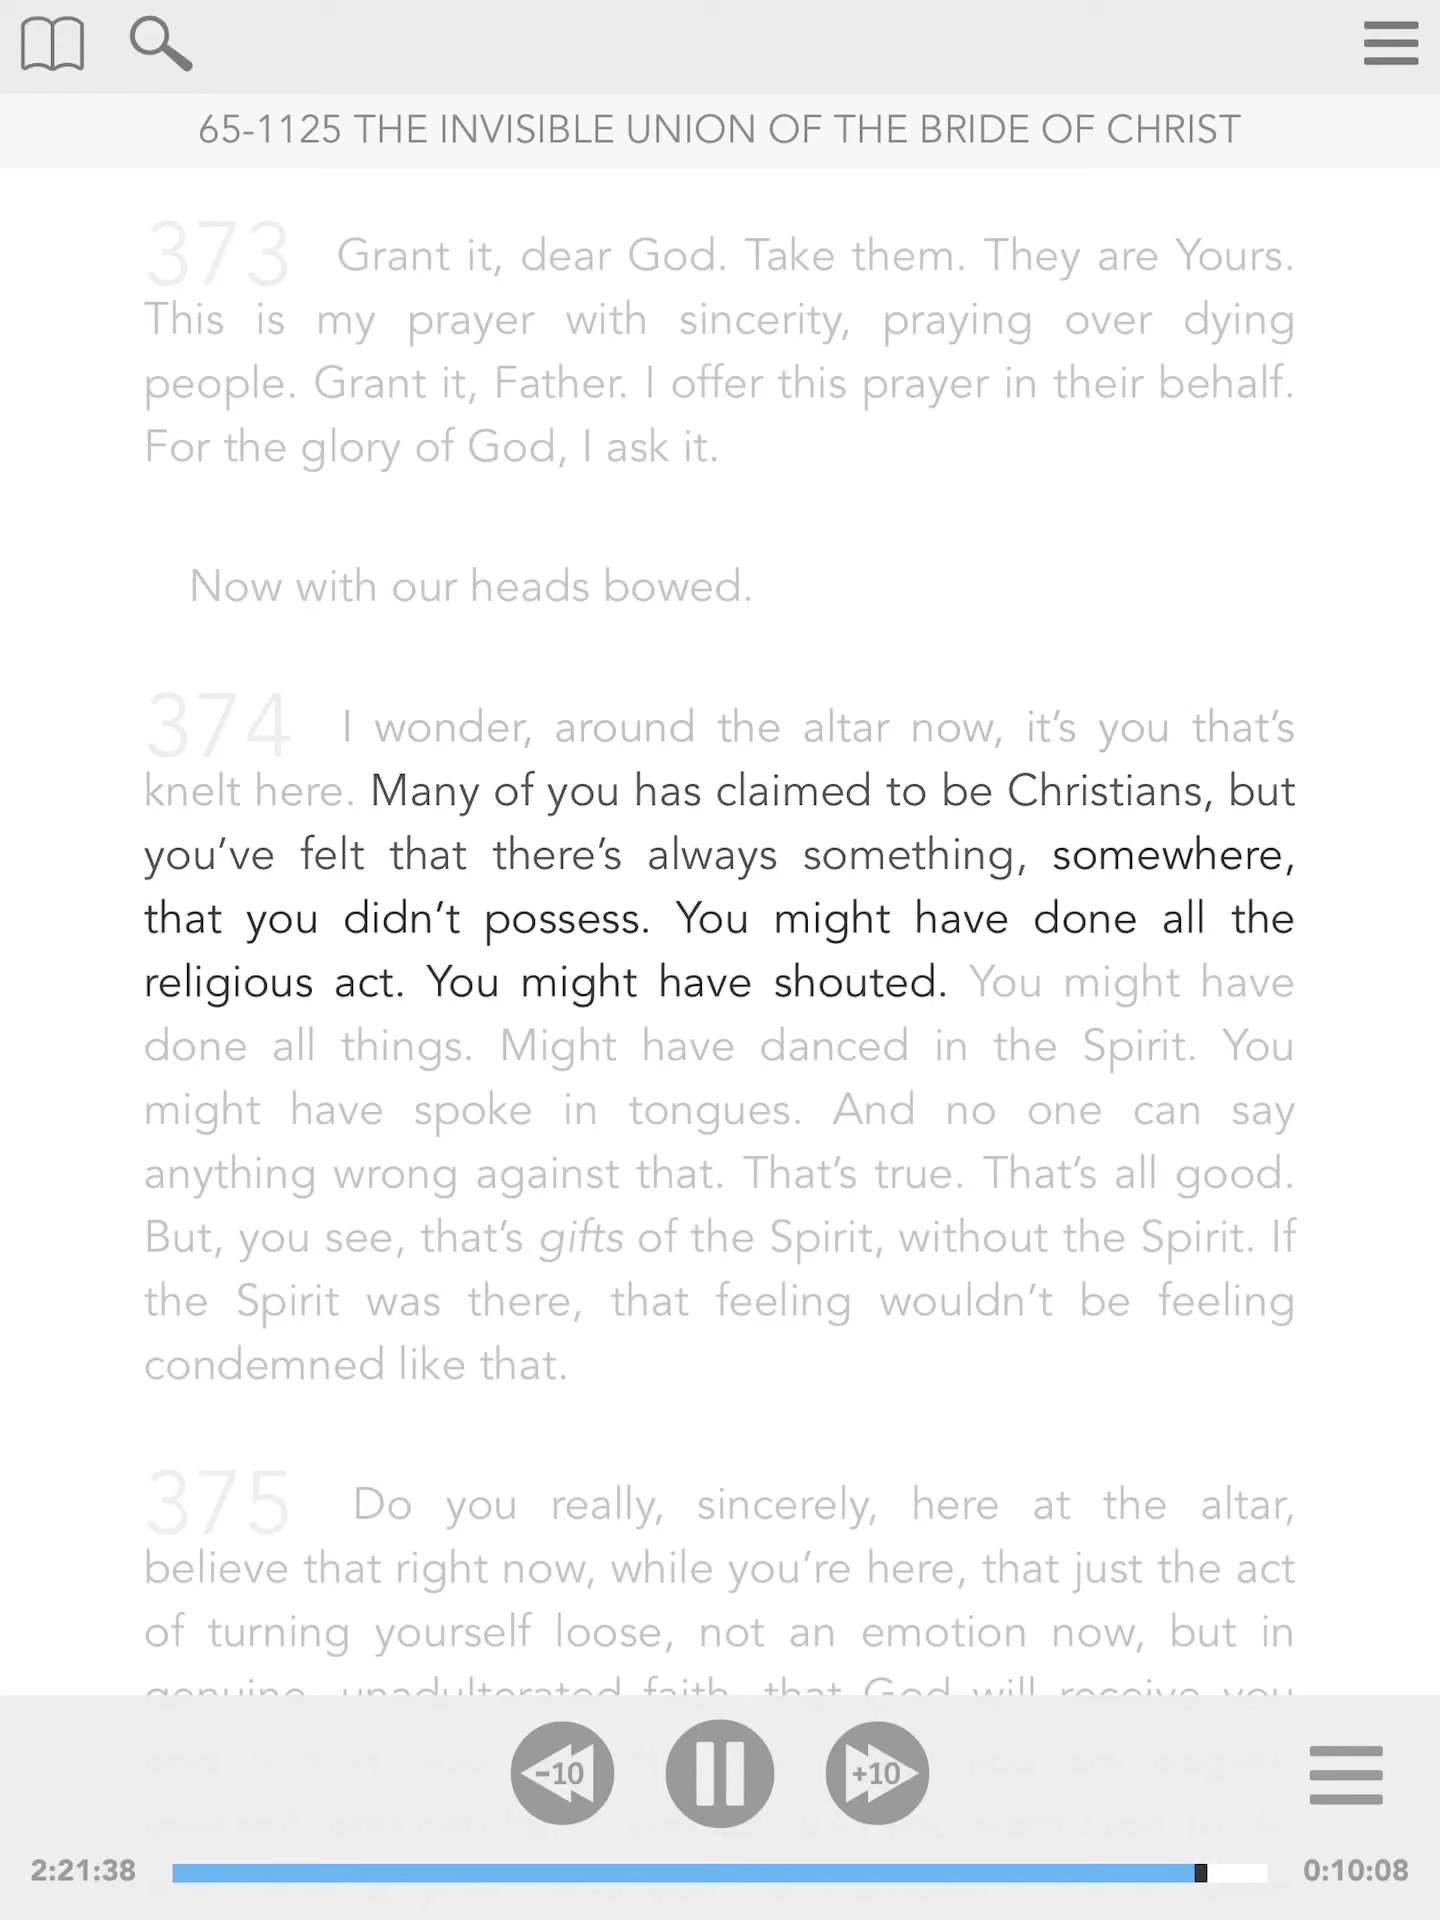 65-1125 THE INVISIBLE UNION OF THE BRIDE OF CHRIST
373 Grant it, dear God. Take them. They are Yours.
This is my prayer with sincerity, praying over dying
people. Grant it, Father. I offer this prayer in their behalf.
For the glory of God, I ask it.
Now with our heads bowed.
374 I wonder, around the altar now, it’s you that’s
knelt here. Many of you has claimed to be Christians, but
you’ve felt that there’s always something, somewhere,
that you didn’t possess. You might have done all the
religious act. You might have shouted. You might have
done all things. Might have danced in the Spirit. You
might have spoke in tongues. And no one can say
anything wrong against that. That’s true. That’s all good.
But, you see, that’s gifts of the Spirit, without the Spirit. If
the Spirit was there, that feeling wouldn’t be feeling
condemned like that.
375 Do you really, sincerely, here at the altar,
believe that right now, while you’re here, that just the act
of turning yourself loose, not an emotion now, but in
genuine, unadulterated faith, that God will receive you
-10 +10
2:21:38 0:10:08